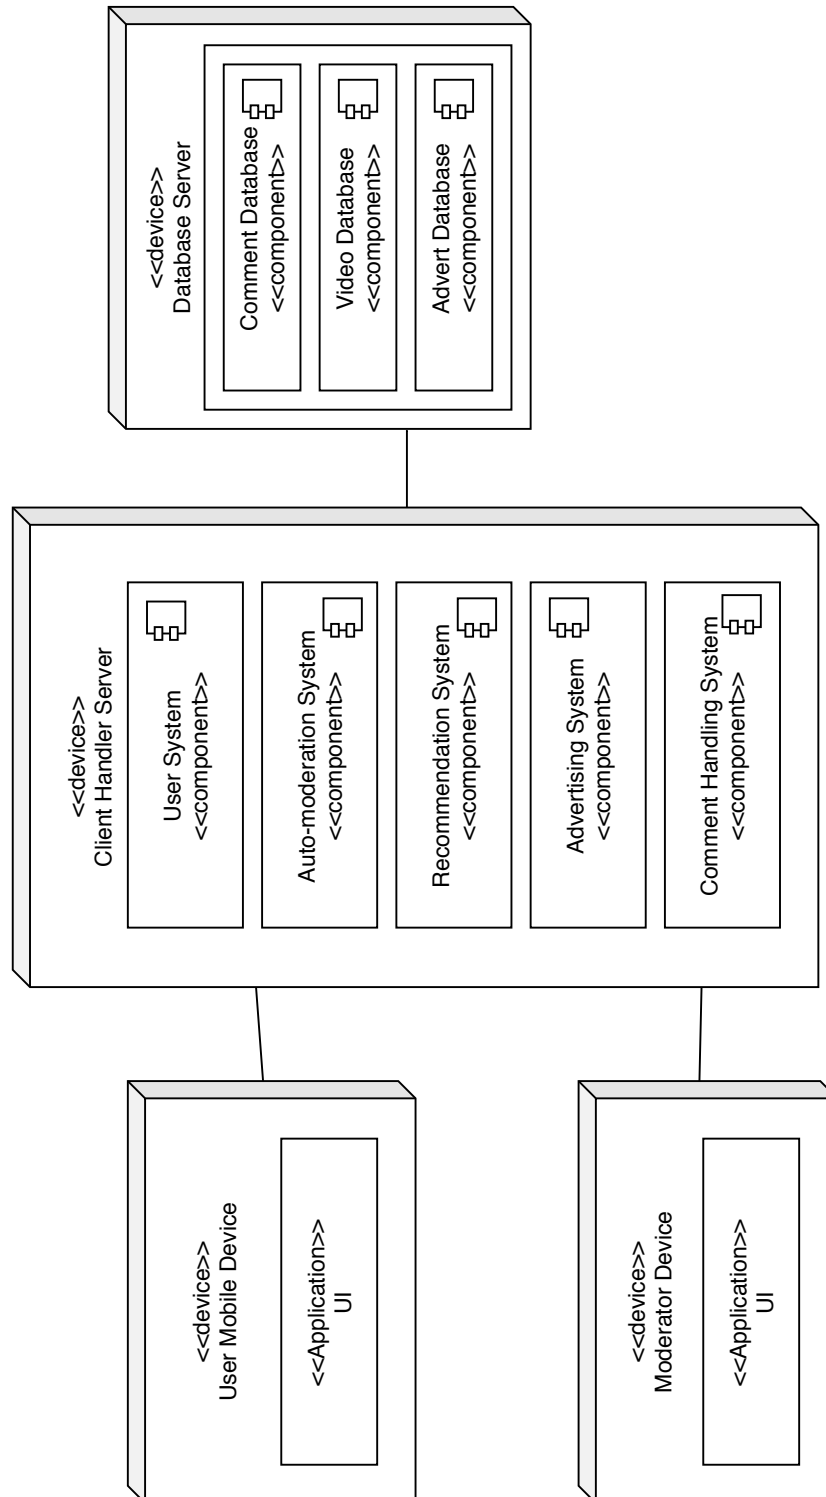 <<device>>
User Mobile Device
<<Application>>
UI
<<device>>
Moderator Device
<<Application>>
UI
<<device>>
Client Handler Server
User System
<<component>>
Auto-moderation System
<<component>>
Recommendation System
<<component>>
Advertising System
<<component>>
Comment Handling System
<<component>>
<<device>>
Database Server
Comment Database
<<component>>
Video Database
<<component>>
Advert Database
<<component>>